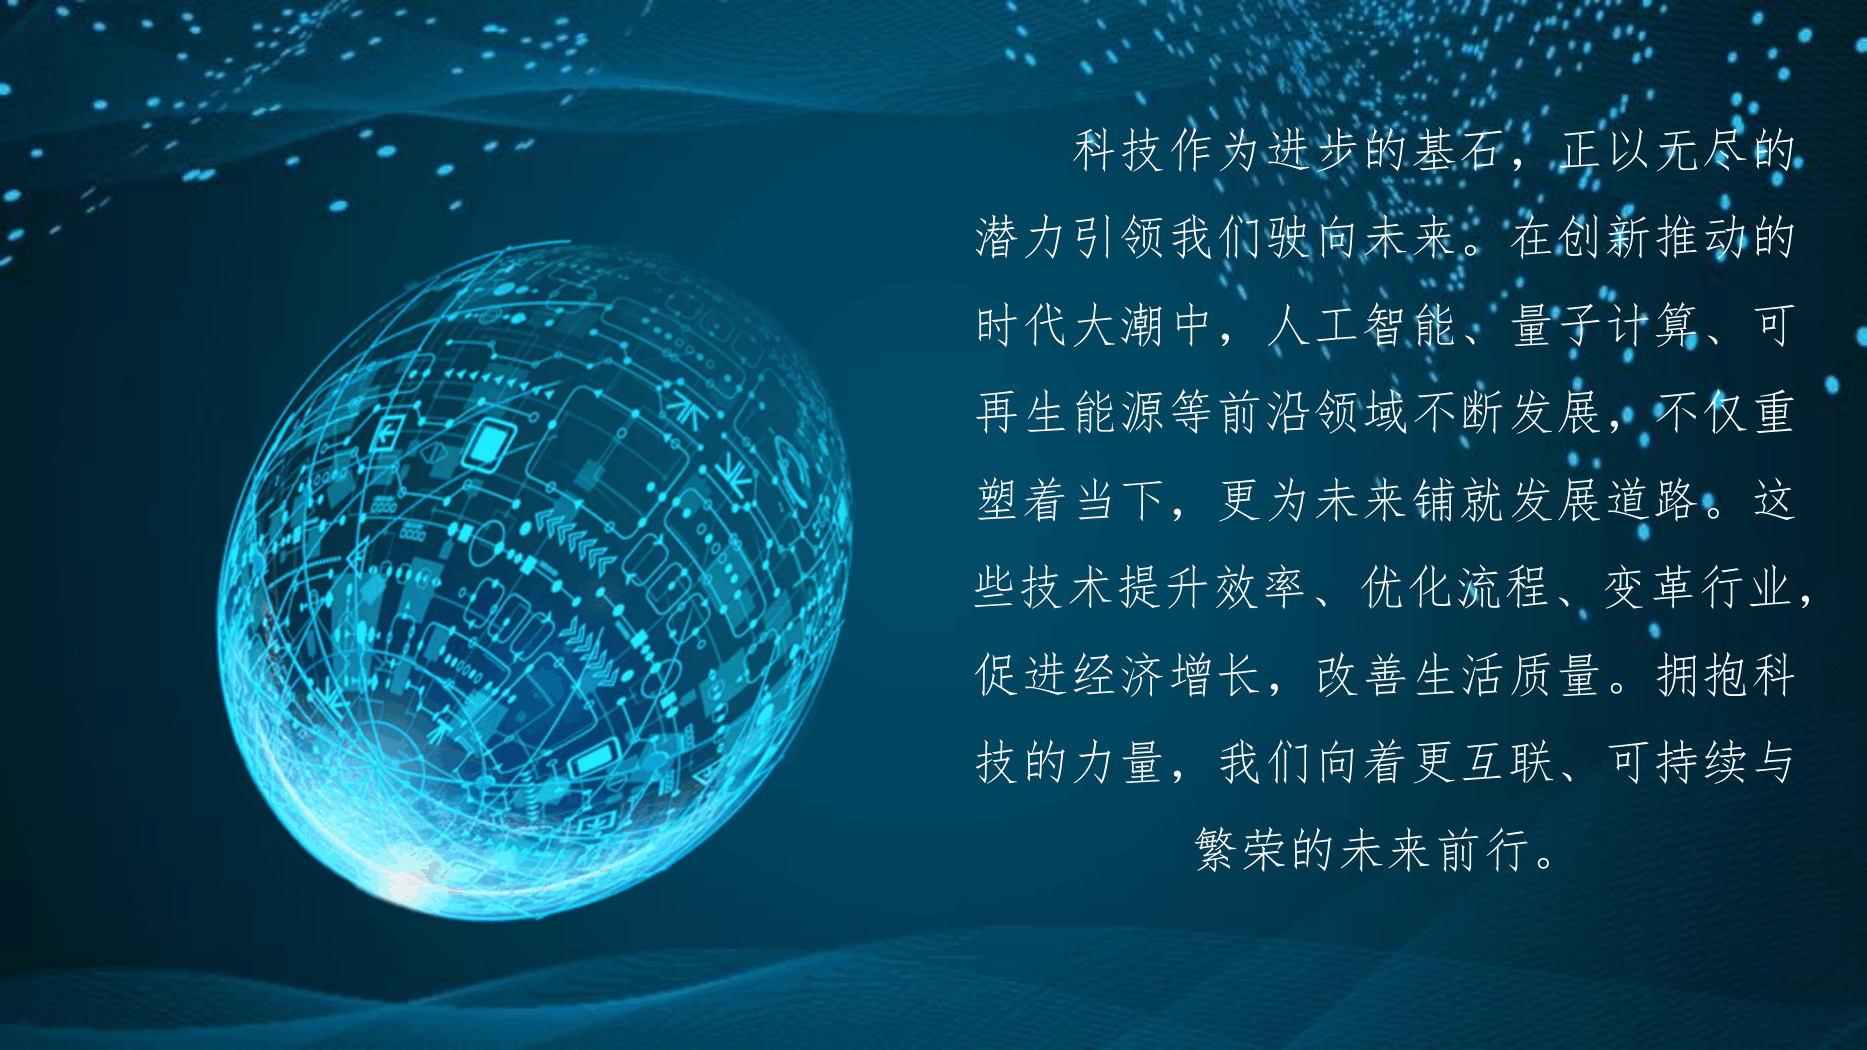 科技作为进步的基石，正以无尽的
潜力引领我们驶向未来。在创新推动的
时代大潮中，人工智能、量子计算、可
再生能源等前沿领域不断发展，不仅重
塑着当下，更为未来铺就发展道路。这
些技术提升效率、优化流程、变革行业，
促进经济增长，改善生活质量。拥抱科
技的力量，我们向着更互联、可持续与
繁荣的未来前行。